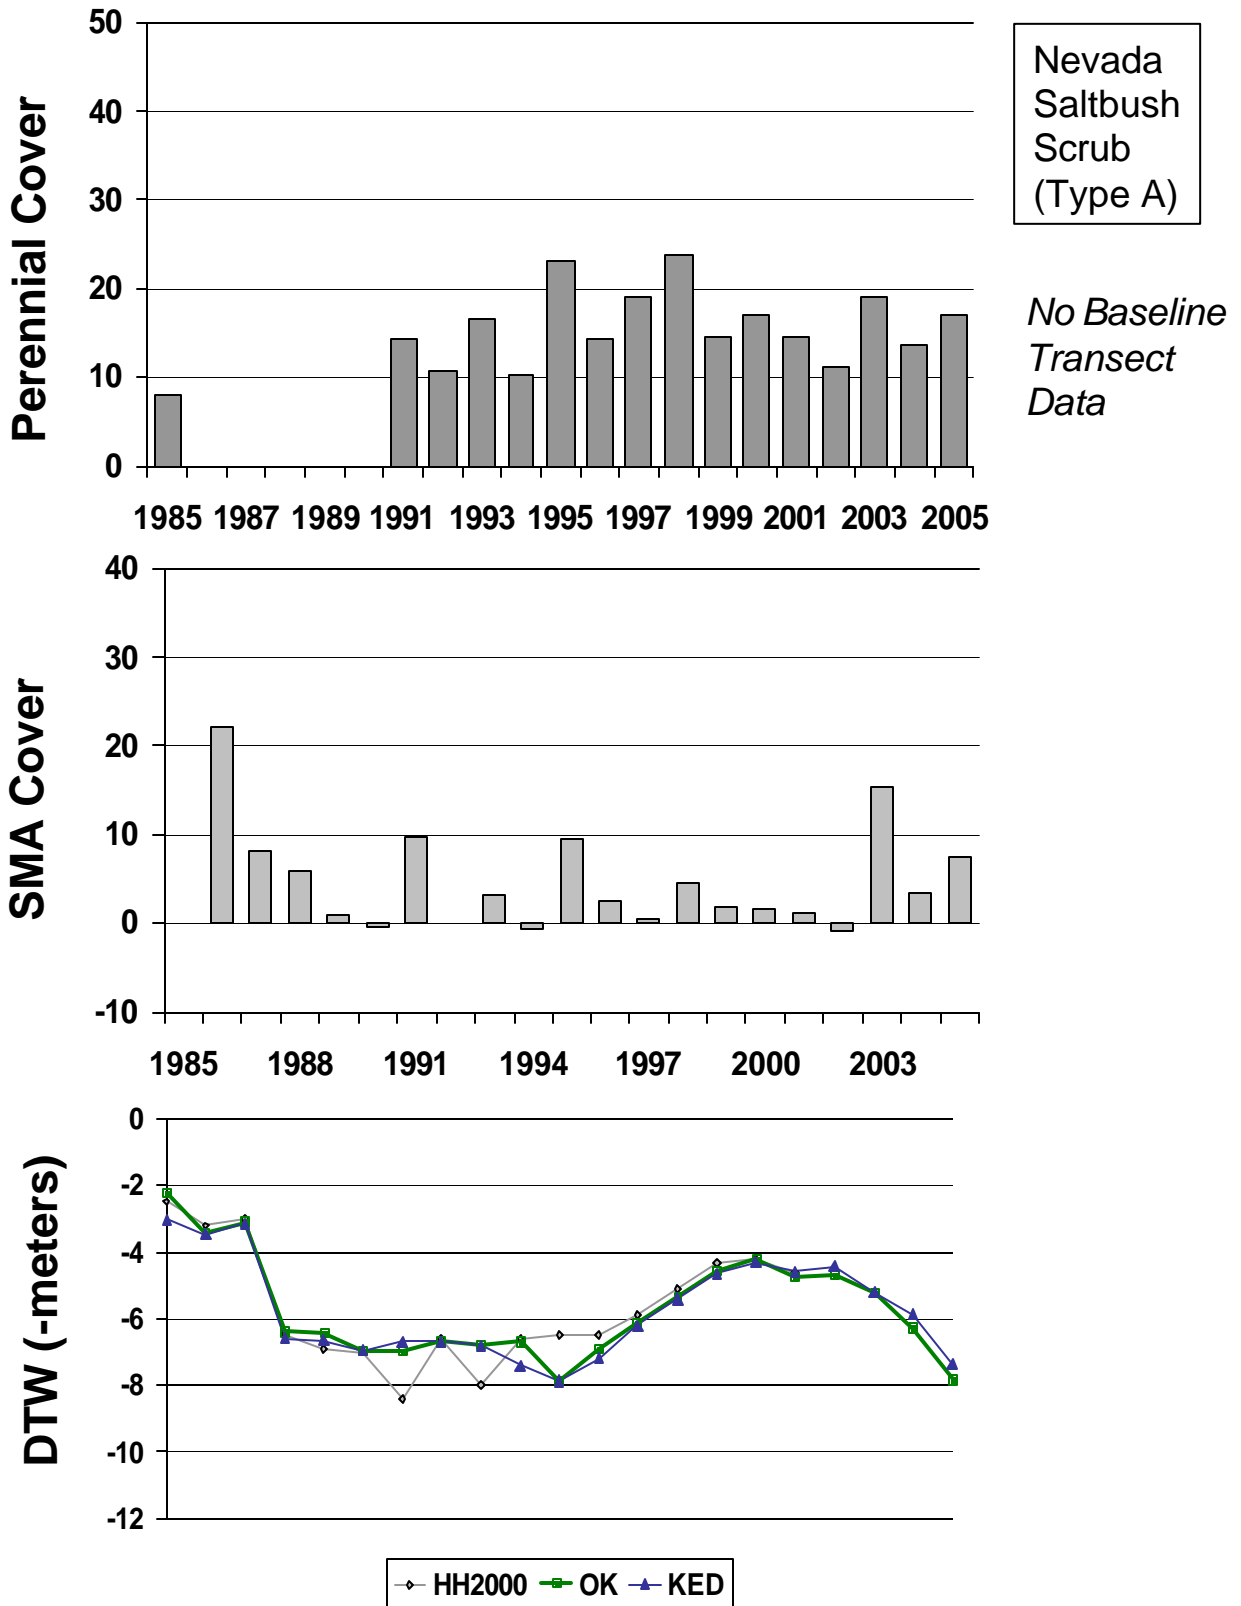 Perennial Cover
50
40
30
20
10
0
1985 1987 1989 1991 1993 1995 1997 1999 2001 2003 2005
Nevada
Saltbush
Scrub
(Type A)
No Baseline
Transect
Data
SMA Cover
40
30
20
10
0
-10
1985 1988 1991 1994 1997 2000 2003
DTW (-meters)
0
-2
-4
-6
-8
-10
-12
HH2000 OK KED